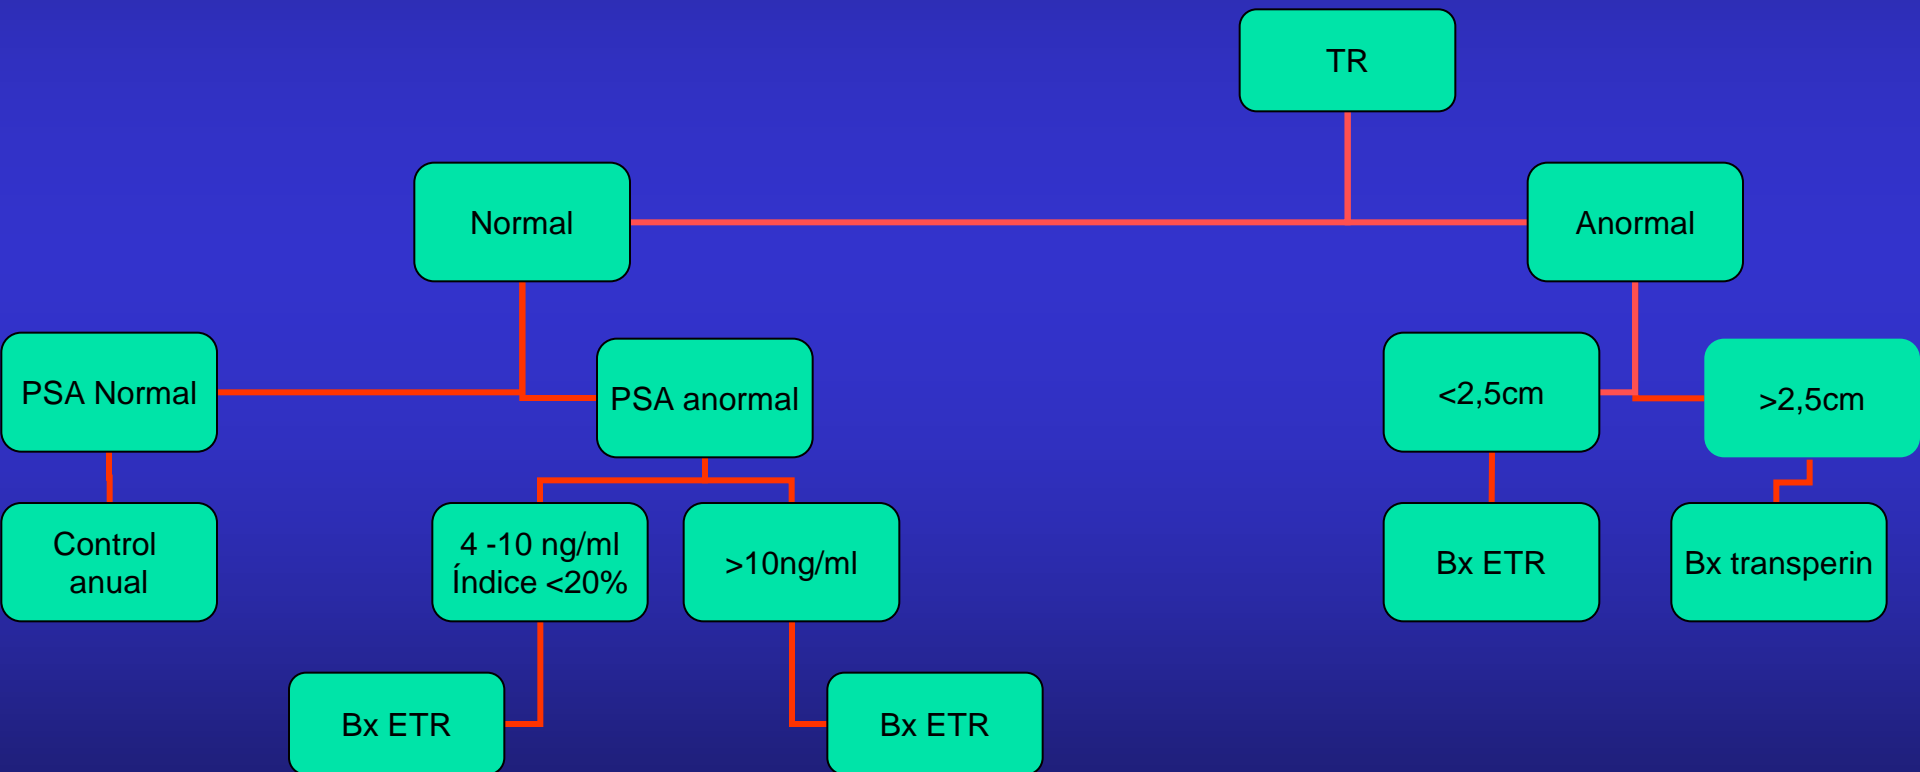 TR
Normal
Anormal
PSA Normal
PSA anormal
<2,5cm
>2,5cm
Control
anual
4 -10 ng/ml
Índice <20%
>10ng/ml
Bx ETR
Bx transperin
Bx ETR
Bx ETR